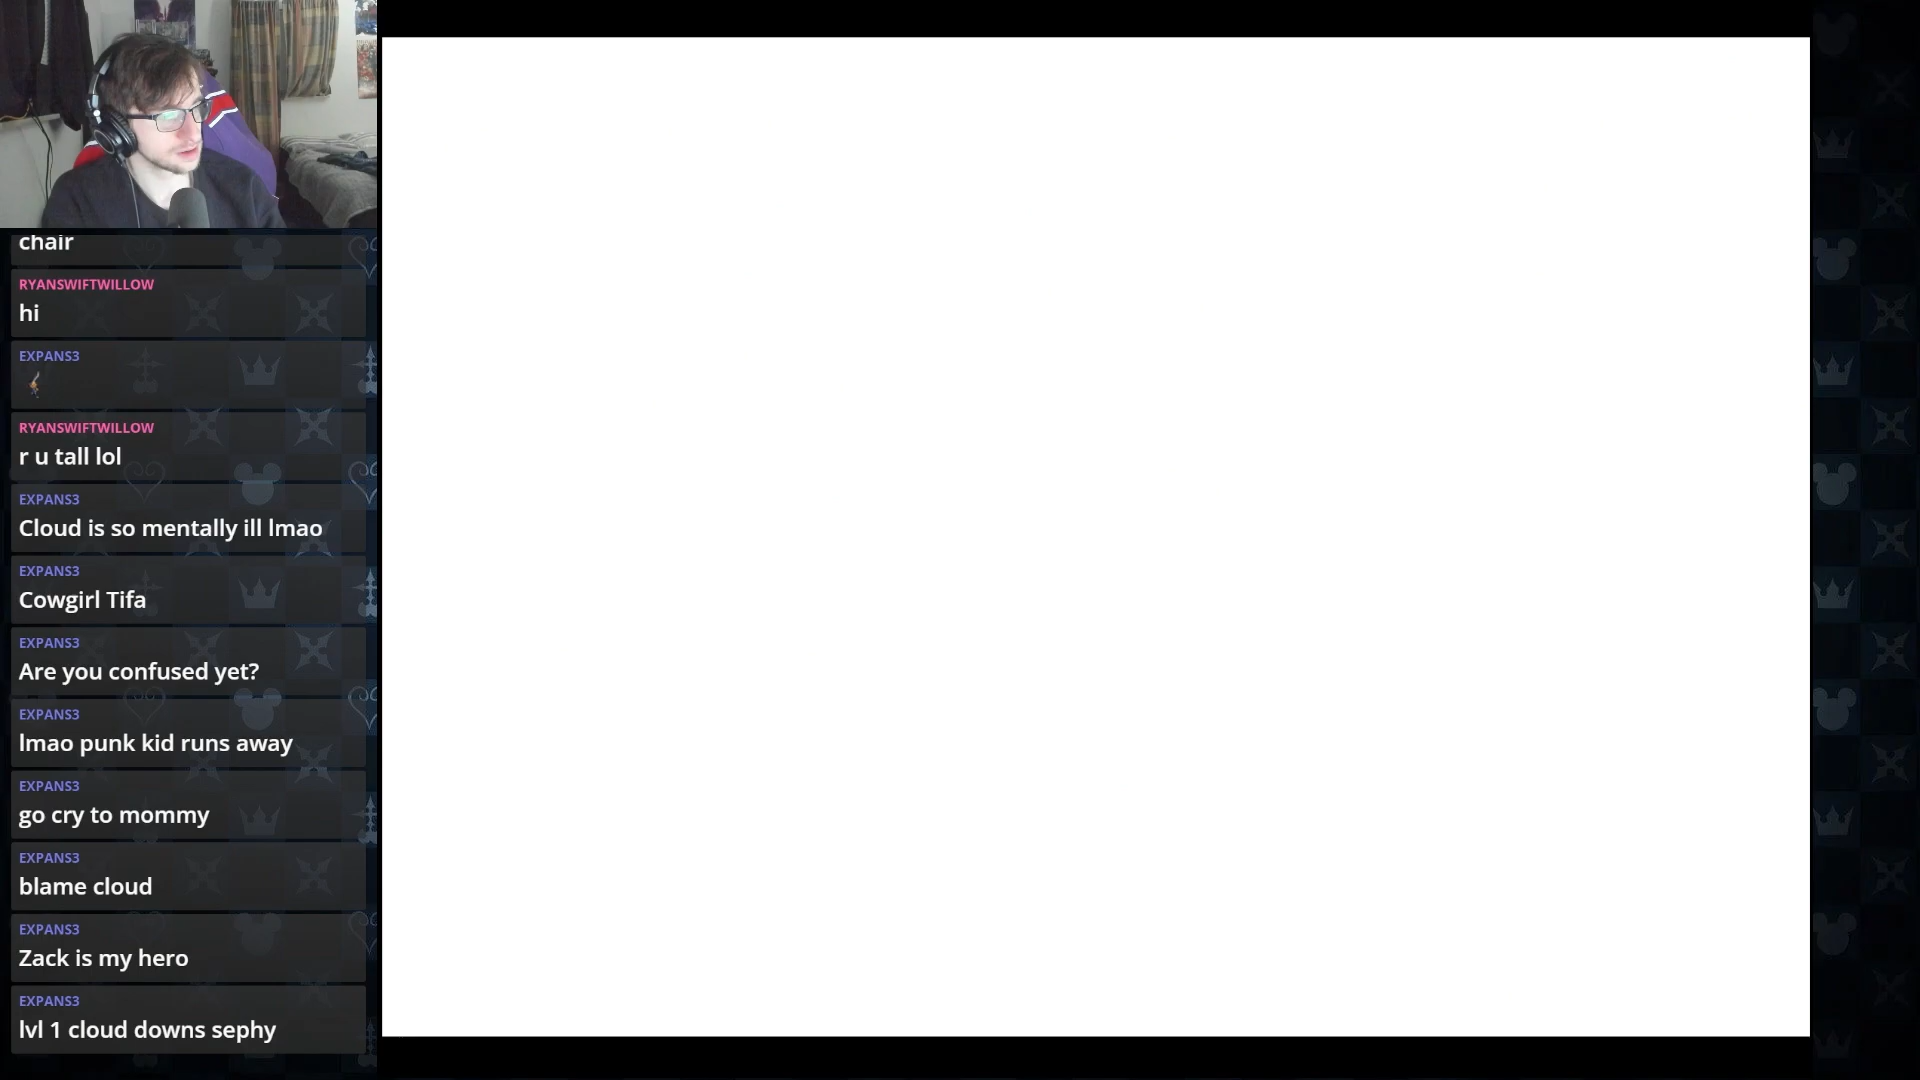 chair
RYANSWIFTWILLOW
hi
EXPANS3
RYANSWIFTWILLOW
r u tall lol
EXPANS3
Cloud is so mentally ill lmao
EXPANS3
Cowgirl Tifa
EXPANS3
Are you confused yet?
EXPANS3
lmao punk kid runs away
EXPANS3
go cry to mommy
EXPANS3
blame cloud
EXPANS3
Zack is my hero
EXPANS3
lvl 1 cloud downs sephy